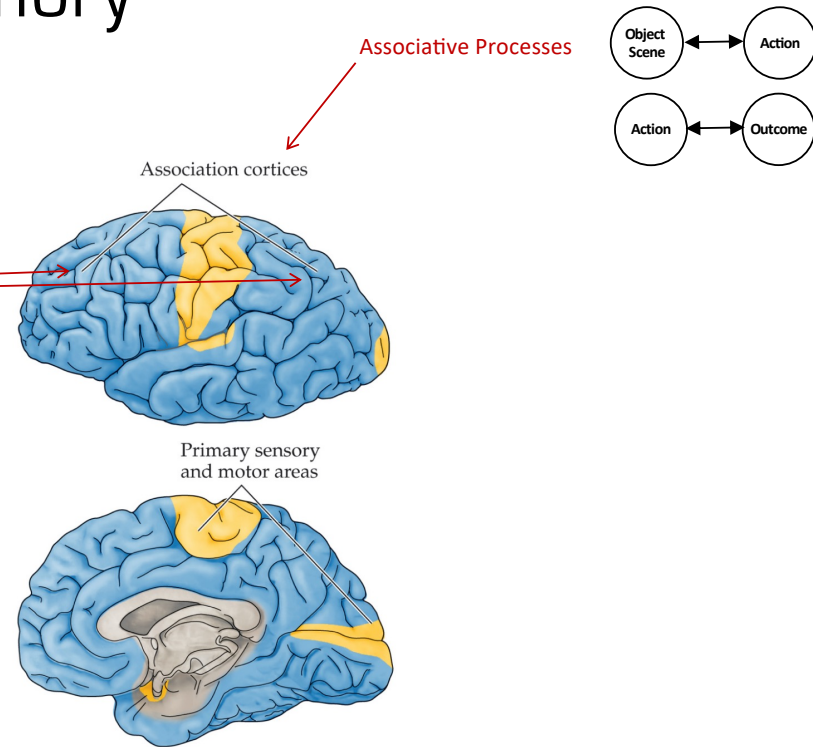 Associative Processes
Object
Scene
Action
Action
Outcome
Association cortices
Primary sensory
and motor areas